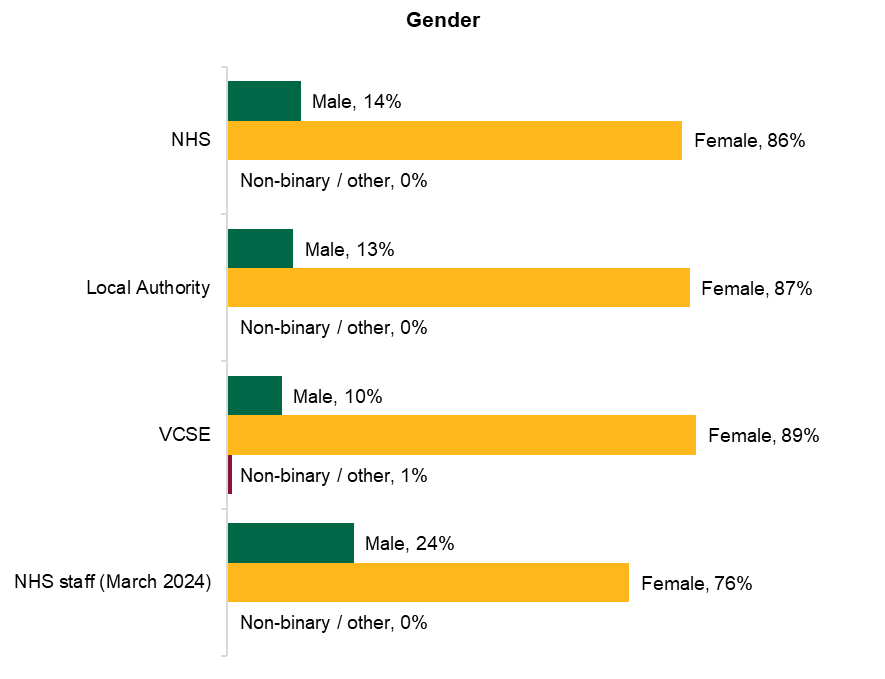 Gender
Male, 14%
NHS
Female, 86%
Non-binary / other, 0%
Male, 13%
Local Authority
Female, 87%
Non-binary / other, 0%
Male, 10%
VCSE
Female, 89%
Non-binary / other, 1%
Male, 24%
NHS staff (March 2024)
Female, 76%
Non-binary / other, 0%